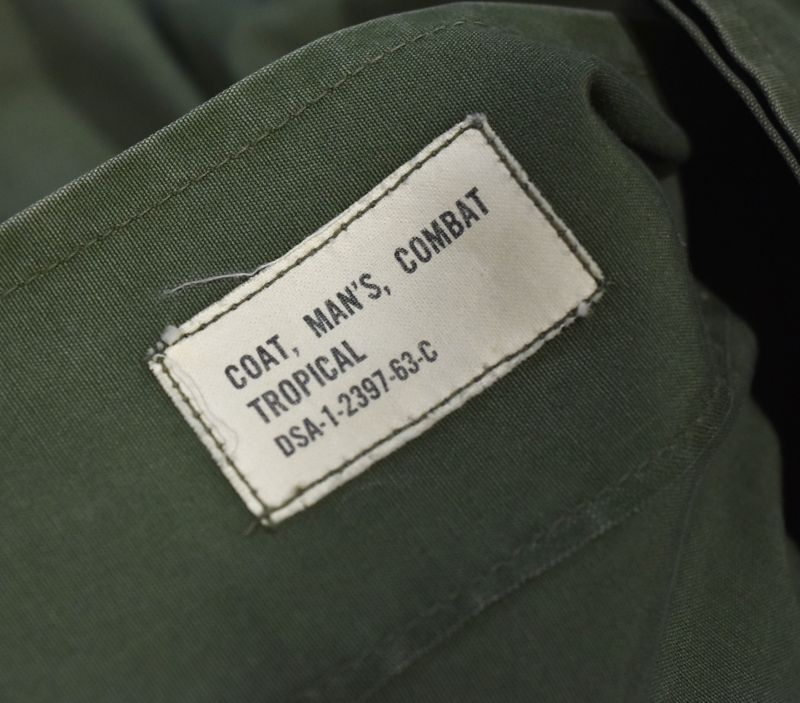 COAT, MAN'S, COMBAT
TROPICAL
DSA-1-2397-63-C